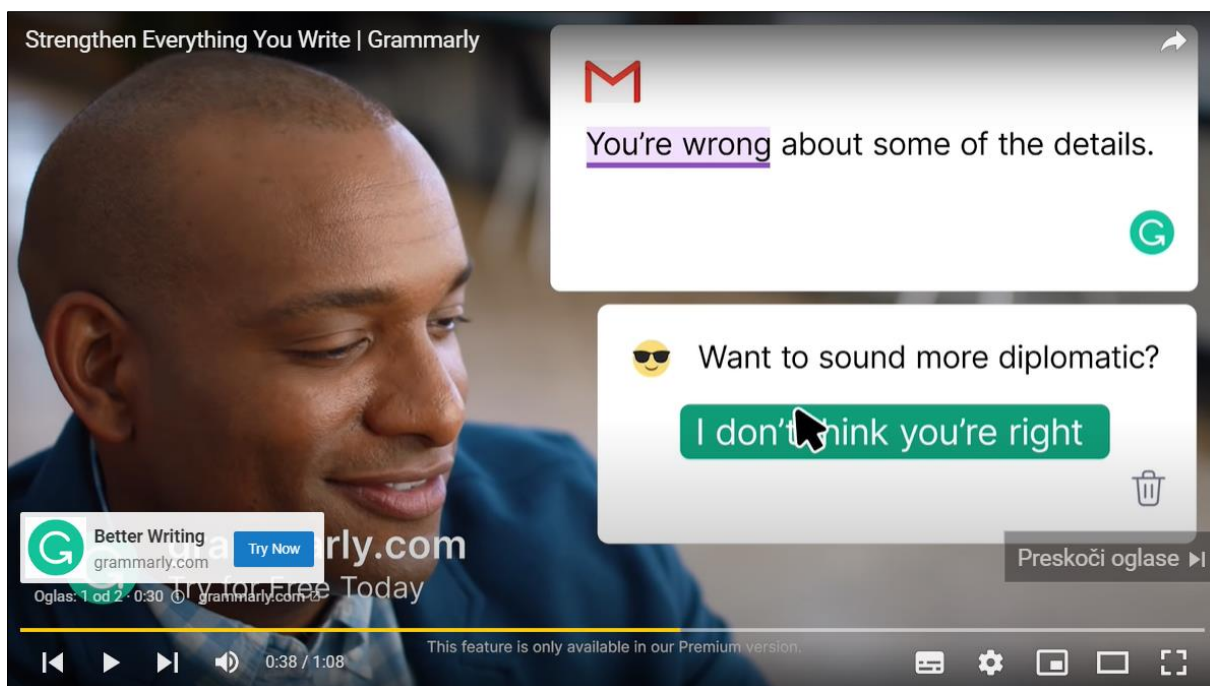 Strengthen Everything You Write | Grammarly
You're wrong about some of the details.
Want to sound more diplomatic?
I don't think you're right
Better Writing
grammarly.com
Try Now
grammarly.com
Try for Free Today
Preskoči oglase
Oglas: 1 od 2 · 0:30 grammarly.com
This feature is only available in our Premium version.
0:38 / 1:08